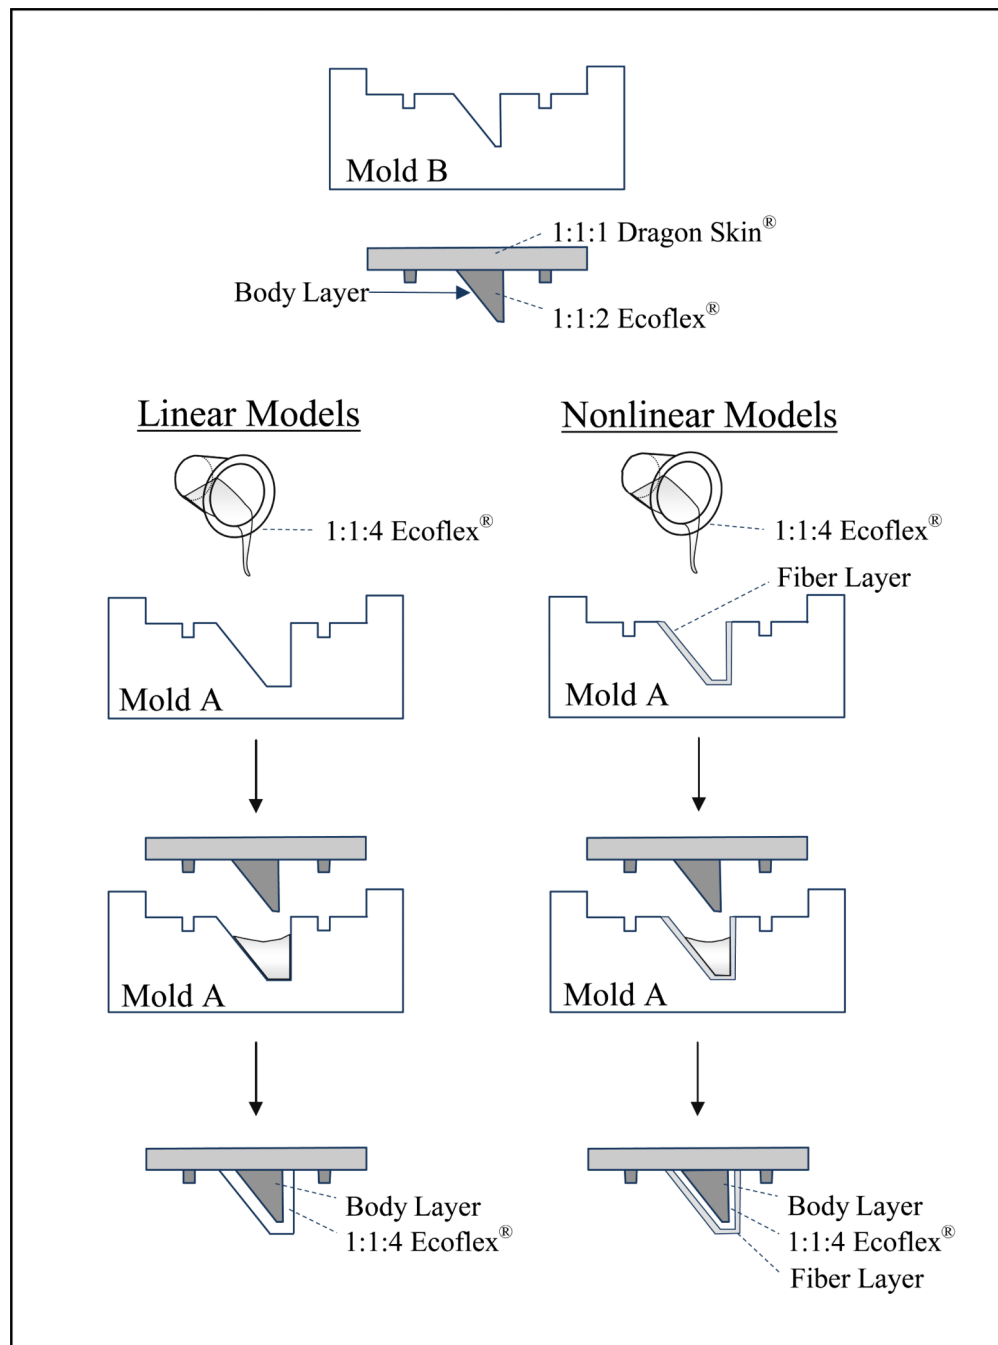 Mold B
1:1:1 Dragon Skin®
Body Layer
1:1:2 Ecoflex®
Linear Models
Nonlinear Models
1:1:4 Ecoflex®
1:1:4 Ecoflex®
Fiber Layer
Mold A
Mold A
Mold A
Mold A
Body Layer
1:1:4 Ecoflex®
Body Layer
1:1:4 Ecoflex®
Fiber Layer